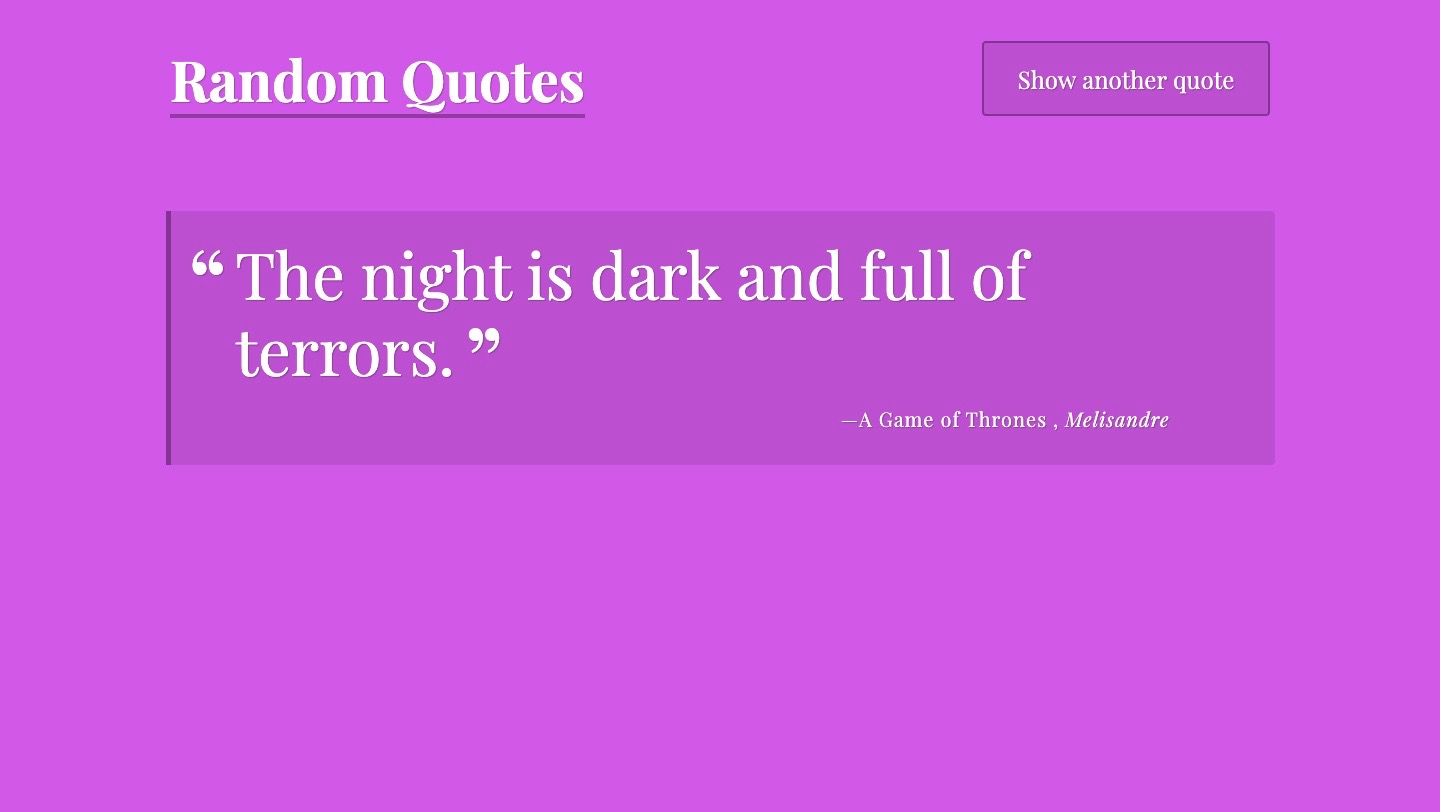 Random Quotes
Show another quote
“ The night is dark and full of
terrors. ”
—A Game of Thrones , Melisandre